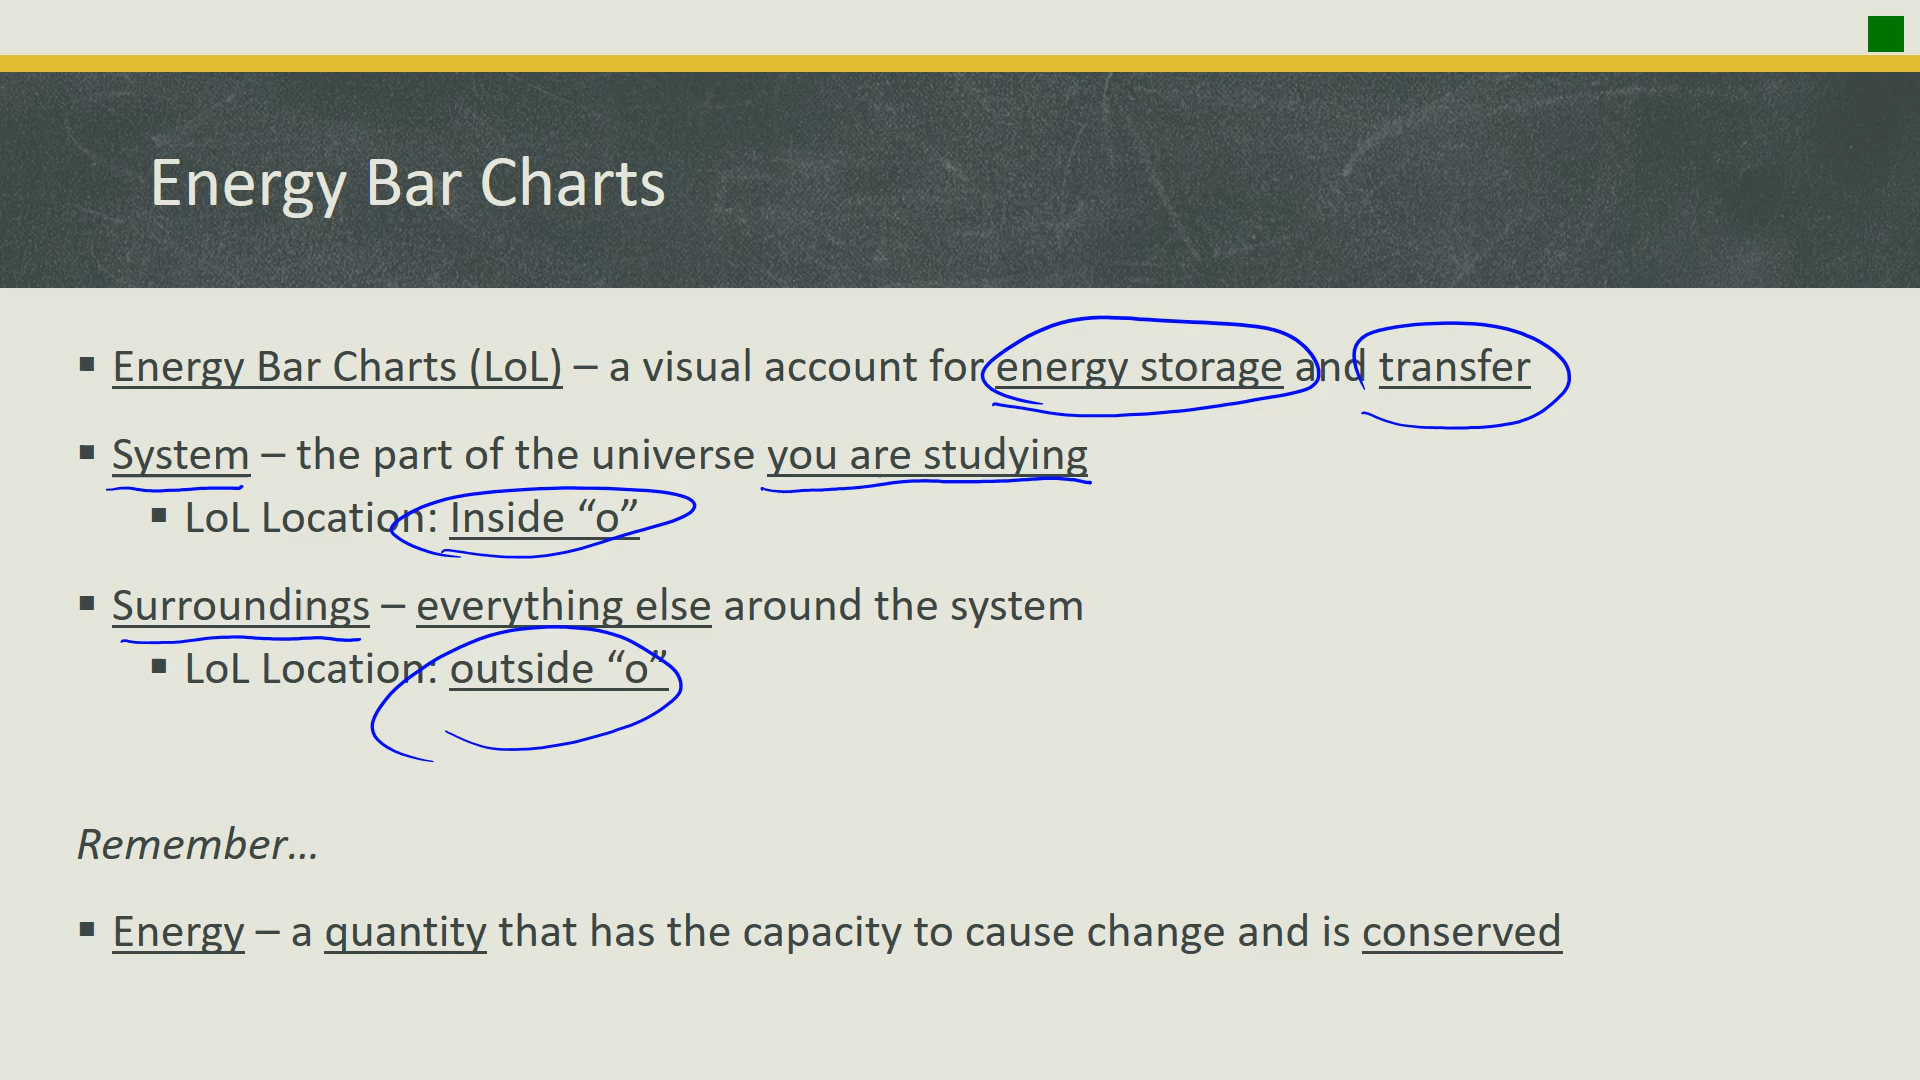 Energy Bar Charts
▪ Energy Bar Charts (LoL) – a visual account for energy storage and transfer
▪ System – the part of the universe you are studying
▪ LoL Location: Inside “o”
▪ Surroundings – everything else around the system
▪ LoL Location: outside “o”
Remember…
▪ Energy – a quantity that has the capacity to cause change and is conserved